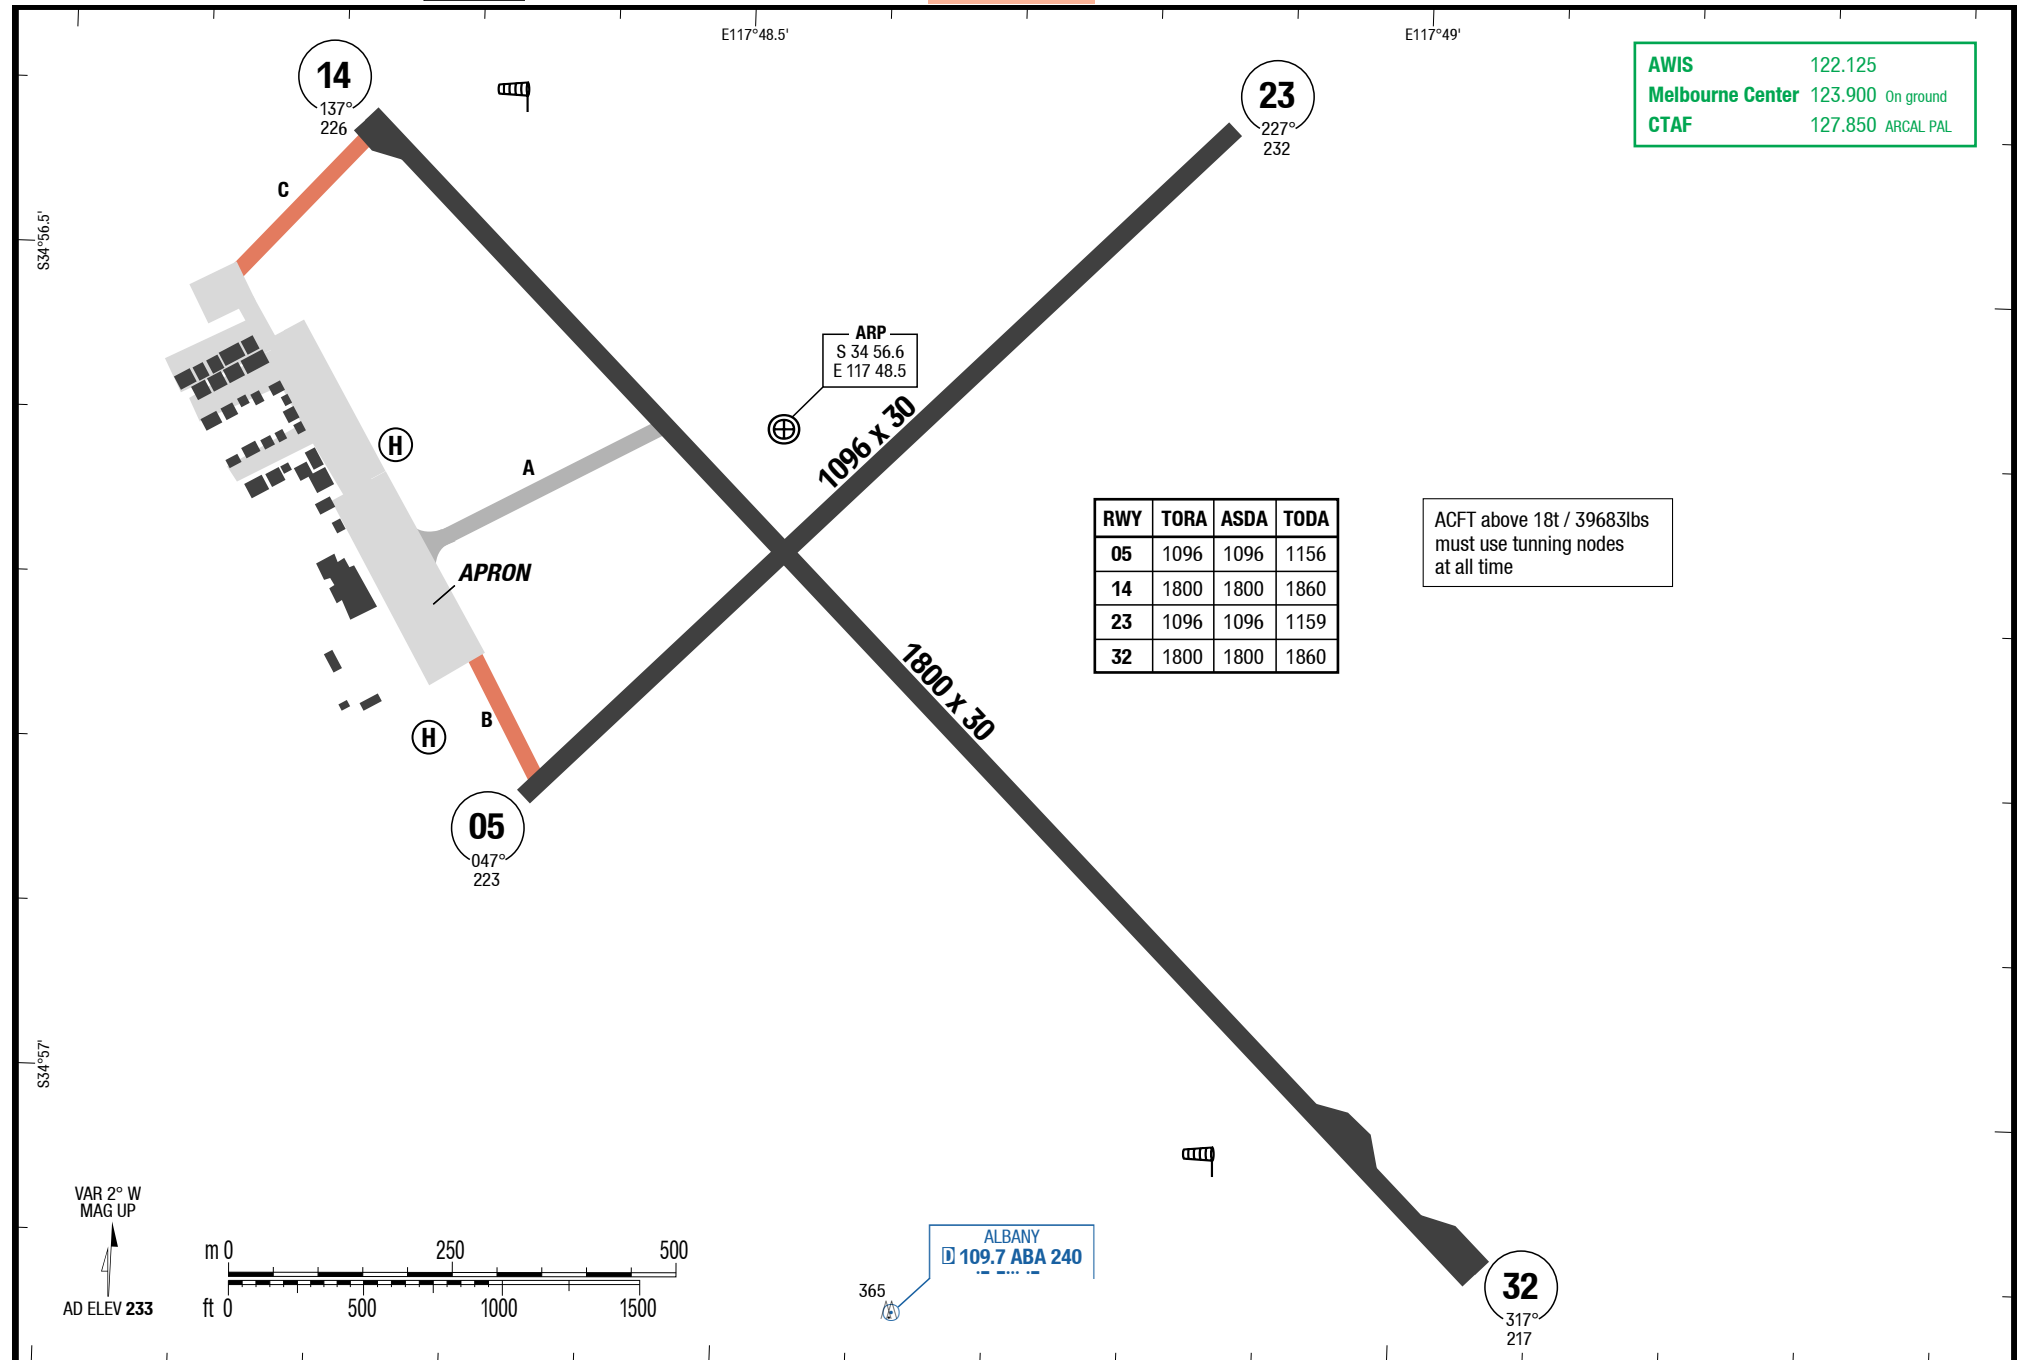 E117°48.5'
E117°49'
14
137°
226
23
227°
232
AWIS 122.125
Melbourne Center 123.900 On ground
CTAF 127.850 ARCAL PAL
C
S34°56.5'
ARP
S 34 56.6
E 117 48.5
1096 x 30
H
A
RWY TORA ASDA TODA
05 1096 1096 1156
14 1800 1800 1860
23 1096 1096 1159
32 1800 1800 1860
ACFT above 18t / 39683lbs
must use tunning nodes
at all time
APRON
1800 x 30
B
H
05
047°
223
S34°57'
VAR 2° W
MAG UP
AD ELEV 233
m 0 250 500
ft 0 500 1000 1500
ALBANY
D 109.7 ABA 240
365
32
317°
217